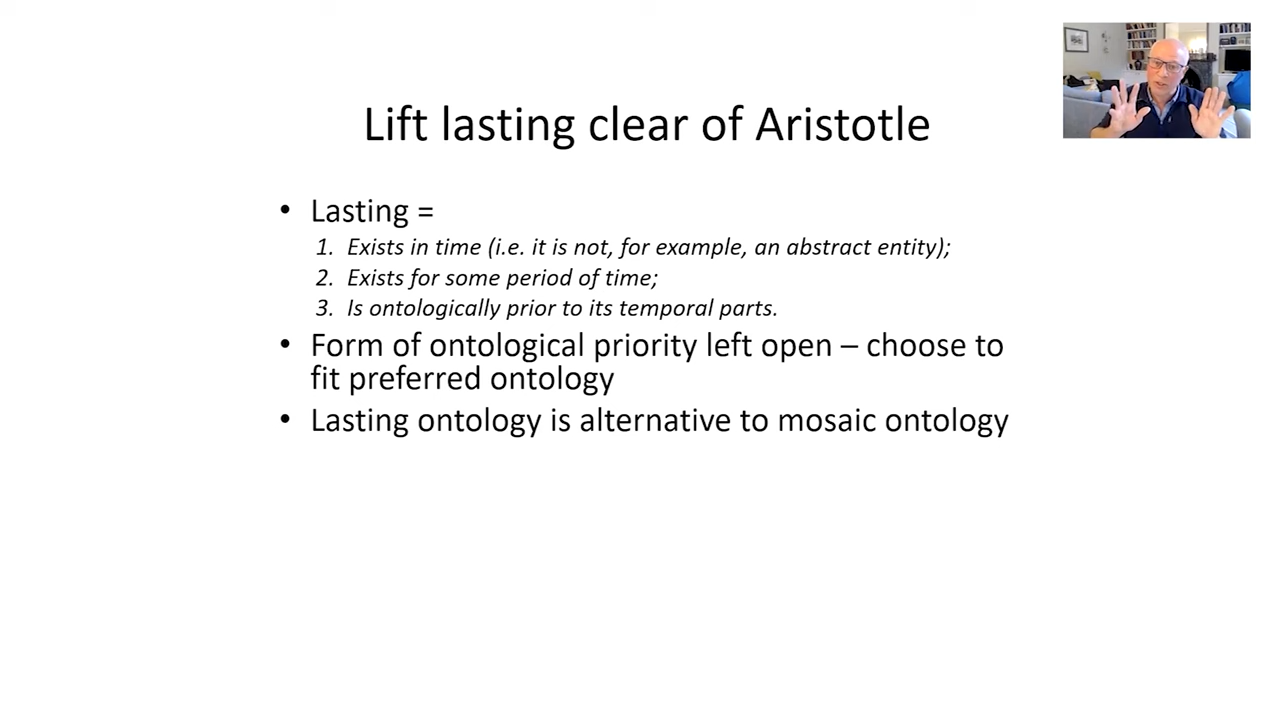 Lift lasting clear of Aristotle
• Lasting =
1. Exists in time (i.e. it is not, for example, an abstract entity);
2. Exists for some period of time;
3. Is ontologically prior to its temporal parts.
• Form of ontological priority left open – choose to
fit preferred ontology
• Lasting ontology is alternative to mosaic ontology